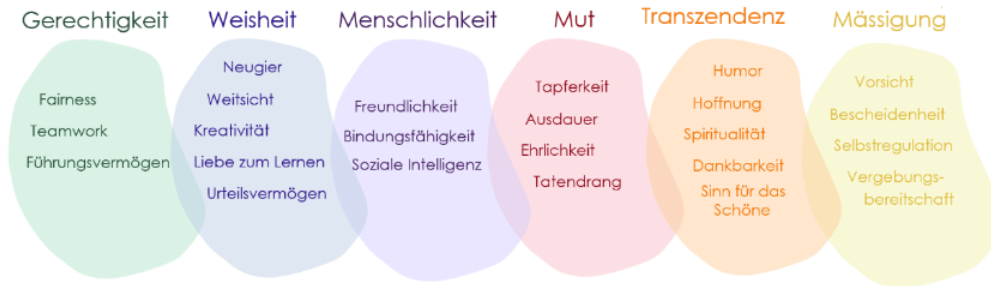 Gerechtigkeit
Fairness
Teamwork
Führungsvermögen
Weisheit
Neugier
Weitsicht
Kreativität
Liebe zum Lernen
Urteilsvermögen
Menschlichkeit
Freundlichkeit
Bindungsfähigkeit
Soziale Intelligenz
Mut
Tapferkeit
Ausdauer
Ehrlichkeit
Tatendrang
Transzendenz
Humor
Hoffnung
Spiritualität
Dankbarkeit
Sinn für das
Schöne
Mässigung
Vorsicht
Bescheidenheit
Selbstregulation
Vergebungs-
bereitschaft